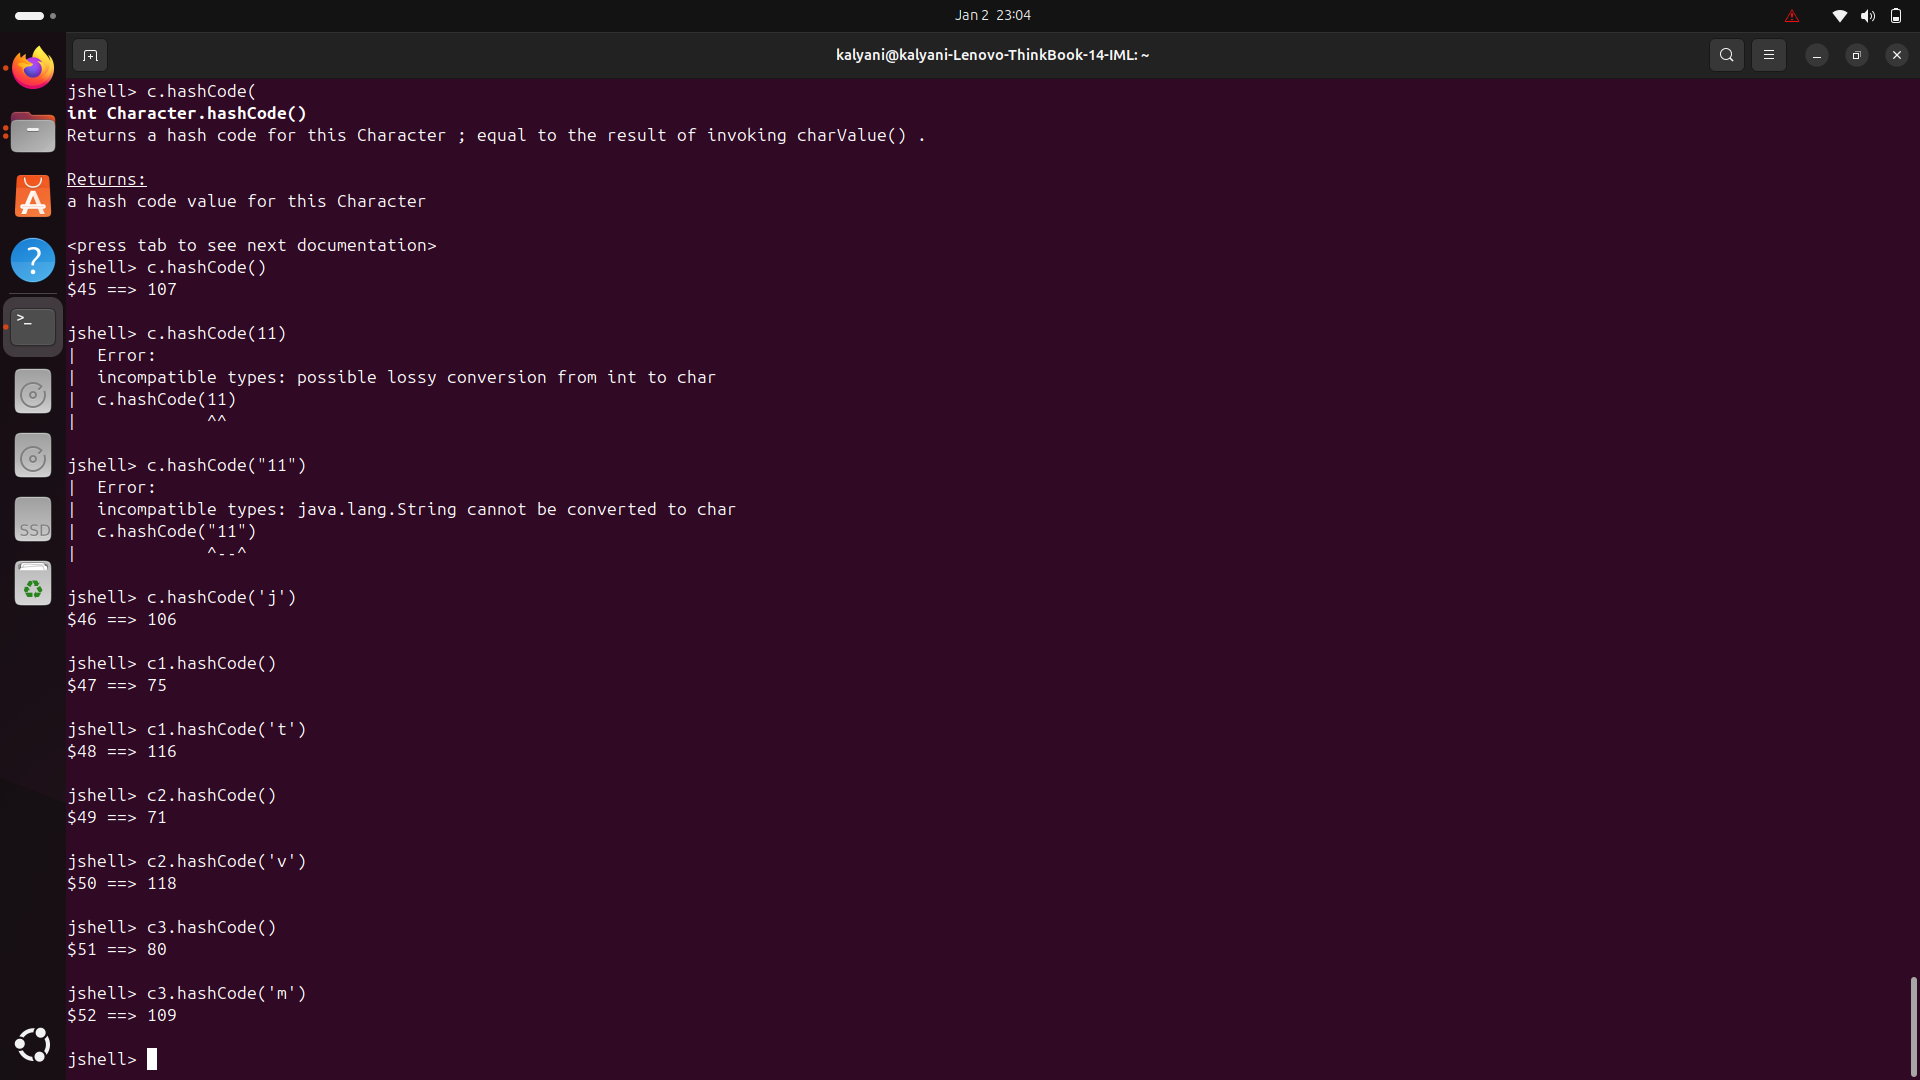 Jan 2 23:04
kalyani@kalyani-Lenovo-ThinkBook-14-IML: ~
jshell> c.hashCode(
int Character.hashCode()
Returns a hash code for this Character ; equal to the result of invoking charValue() .
Returns:
a hash code value for this Character
<press tab to see next documentation>
jshell> c.hashCode()
$45 ==> 107
jshell> c.hashCode(11)
|  Error:
|  incompatible types: possible lossy conversion from int to char
|  c.hashCode(11)
|             ^^
jshell> c.hashCode("11")
|  Error:
|  incompatible types: java.lang.String cannot be converted to char
|  c.hashCode("11")
|             ^--^
jshell> c.hashCode('j')
$46 ==> 106
jshell> c1.hashCode()
$47 ==> 75
jshell> c1.hashCode('t')
$48 ==> 116
jshell> c2.hashCode()
$49 ==> 71
jshell> c2.hashCode('v')
$50 ==> 118
jshell> c3.hashCode()
$51 ==> 80
jshell> c3.hashCode('m')
$52 ==> 109
jshell>
>_
SSD